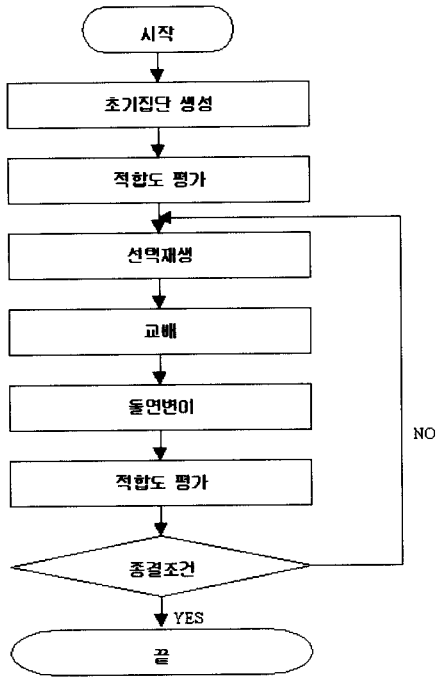 시작
초기집단 생성
적합도 평가
선택재생
교배
돌연변이
적합도 평가
NO
종결조건
YES
끝